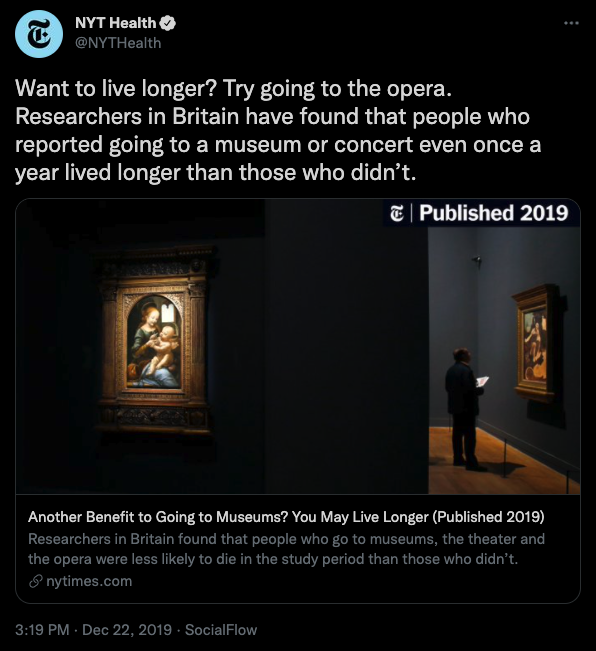 NYT Health
@NYTHealth
Want to live longer? Try going to the opera.
Researchers in Britain have found that people who
reported going to a museum or concert even once a
year lived longer than those who didn’t.
T | Published 2019
Another Benefit to Going to Museums? You May Live Longer (Published 2019)
Researchers in Britain found that people who go to museums, the theater and
the opera were less likely to die in the study period than those who didn’t.
nytimes.com
3:19 PM · Dec 22, 2019 · SocialFlow